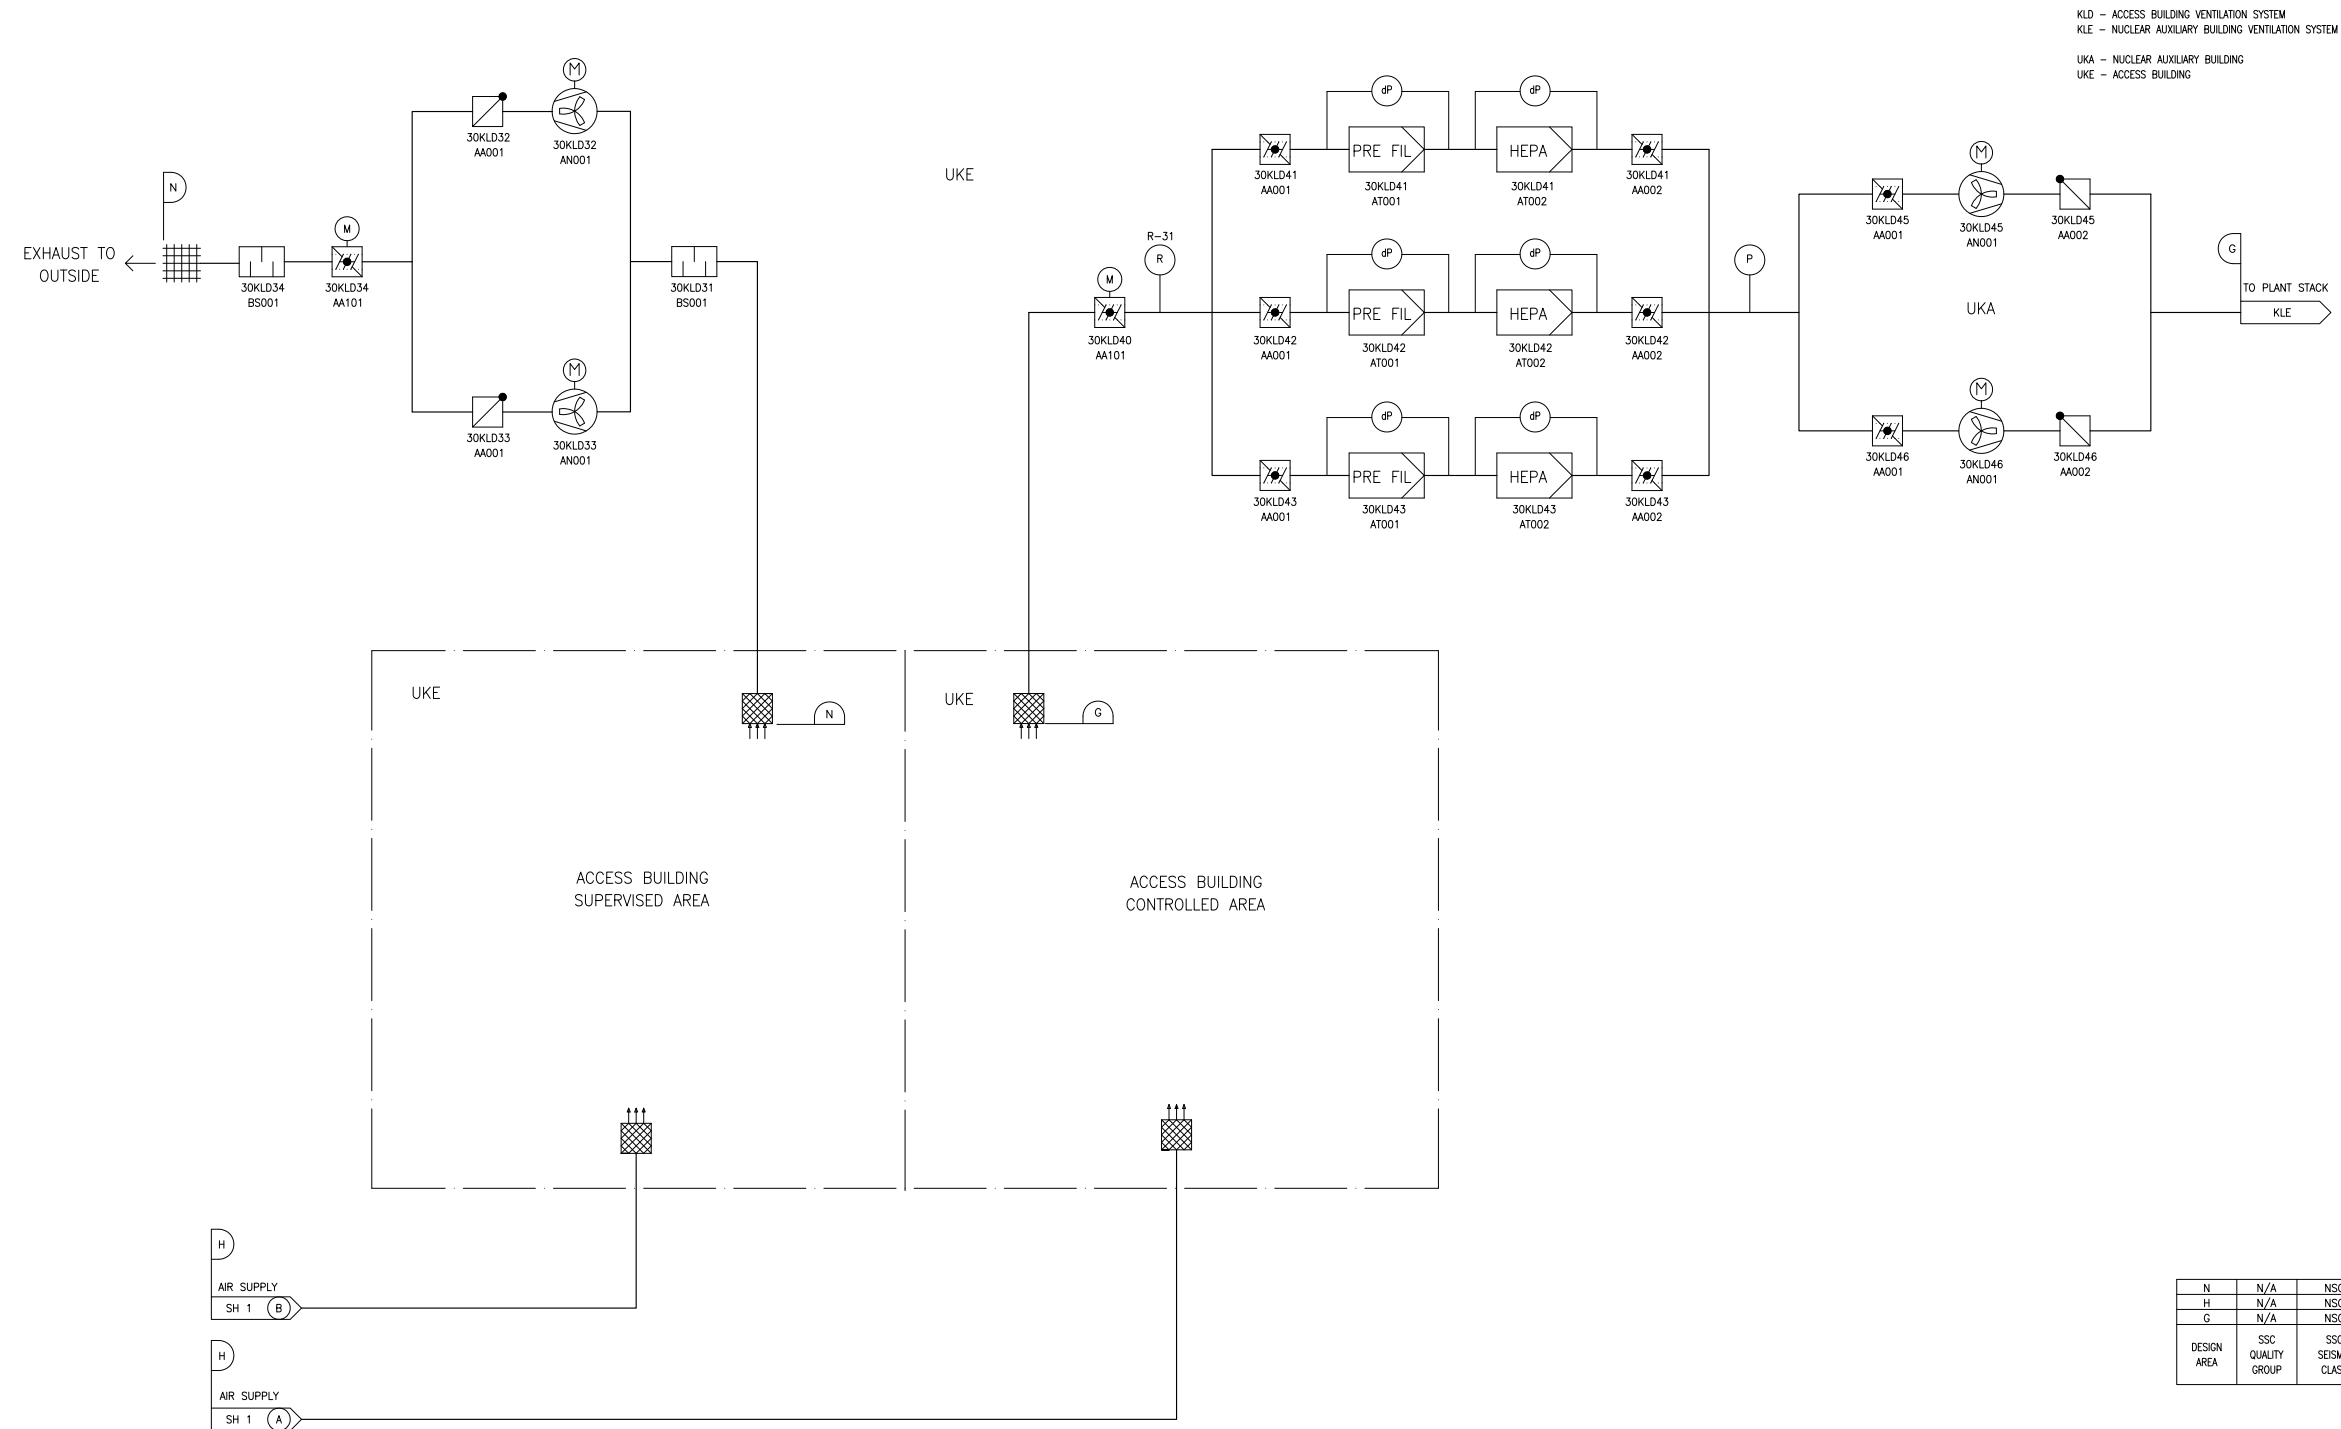 KLD – ACCESS BUILDING VENTILATION SYSTEM
KLE – NUCLEAR AUXILIARY BUILDING VENTILATION SYSTEM
UKA – NUCLEAR AUXILIARY BUILDING
UKE – ACCESS BUILDING
M
30KLD32
AA001
30KLD32
AN001
N
EXHAUST TO
OUTSIDE
30KLD34
BS001
M
30KLD34
AA101
30KLD31
BS001
M
30KLD33
AA001
30KLD33
AN001
UKE
M
30KLD40
AA101
R-31
R
dP
dP
PRE FIL
HEPA
30KLD41
AA001
30KLD41
AT001
30KLD41
AT002
30KLD41
AA002
dP
dP
PRE FIL
HEPA
30KLD42
AA001
30KLD42
AT001
30KLD42
AT002
30KLD42
AA002
dP
dP
PRE FIL
HEPA
30KLD43
AA001
30KLD43
AT001
30KLD43
AT002
30KLD43
AA002
P
M
30KLD45
AA001
30KLD45
AN001
30KLD45
AA002
UKA
M
30KLD46
AA001
30KLD46
AN001
30KLD46
AA002
G
TO PLANT STACK
KLE
UKE
N
UKE
G
ACCESS BUILDING
SUPERVISED AREA
ACCESS BUILDING
CONTROLLED AREA
H
AIR SUPPLY
SH 1 B
H
AIR SUPPLY
SH 1 A
N N/A
H N/A
G N/A
DESIGN
AREA
SSC
QUALITY
GROUP